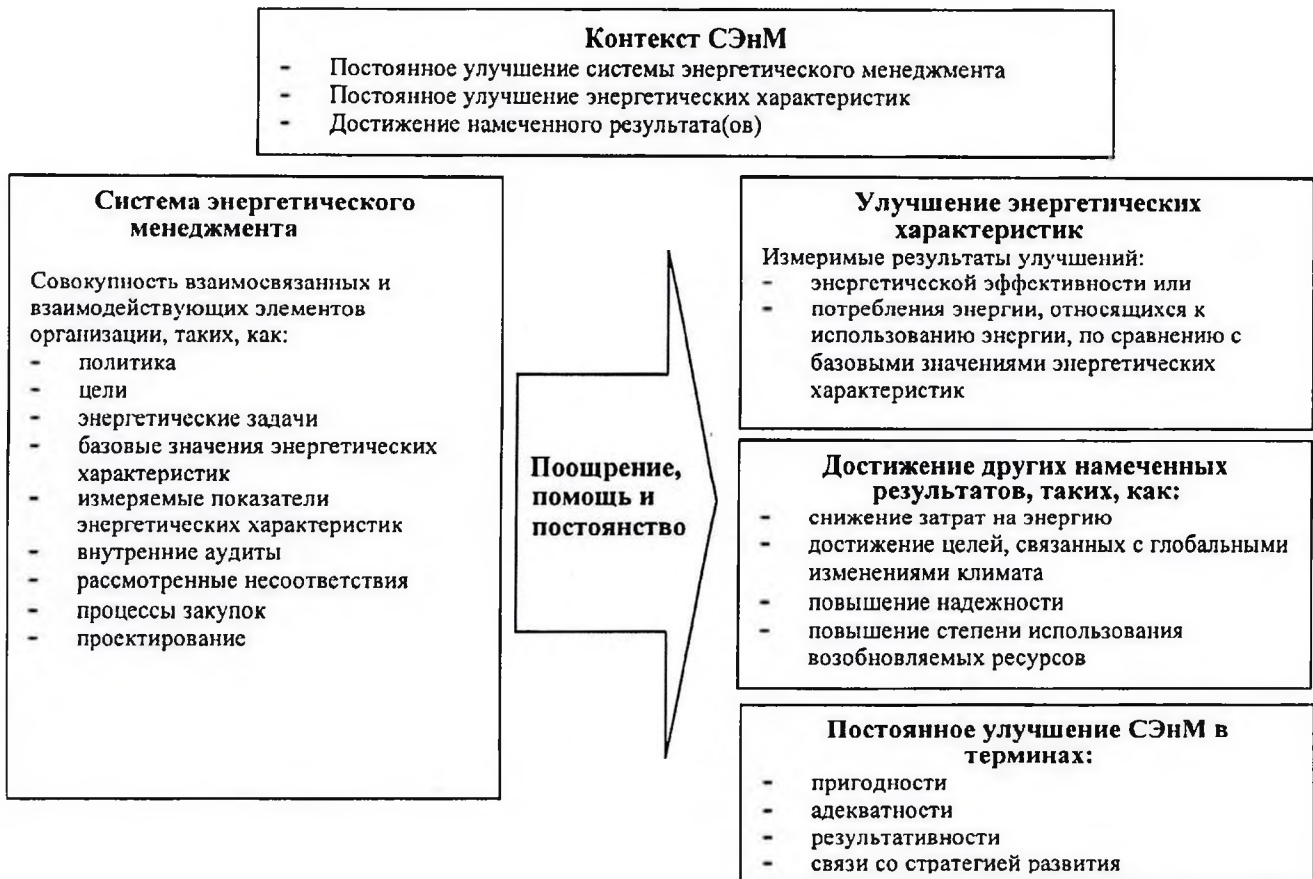 Контекст СЭнМ
- Постоянное улучшение системы энергетического менеджмента
- Постоянное улучшение энергетических характеристик
- Достижение намеченного результата(ов)
Система энергетического
менеджмента
Совокупность взаимосвязанных и
взаимодействующих элементов
организации, таких, как:
- политика
- цели
- энергетические задачи
- базовые значения энергетических
характеристик
- измеряемые показатели
энергетических характеристик
- внутренние аудиты
- рассмотренные несоответствия
- процессы закупок
- проектирование
Поощрение,
помощь и
постоянство
Улучшение энергетических
характеристик
Измеримые результаты улучшений:
- энергетической эффективности или
- потребления энергии, относящихся к
использованию энергии, по сравнению с
базовыми значениями энергетических
характеристик
Достижение других намеченных
результатов, таких, как:
- снижение затрат на энергию
- достижение целей, связанных с глобальными
изменениями климата
- повышение надежности
- повышение степени использования
возобновляемых ресурсов
Постоянное улучшение СЭнМ в
терминах:
- пригодности
- адекватности
- результативности
- связи со стратегией развития